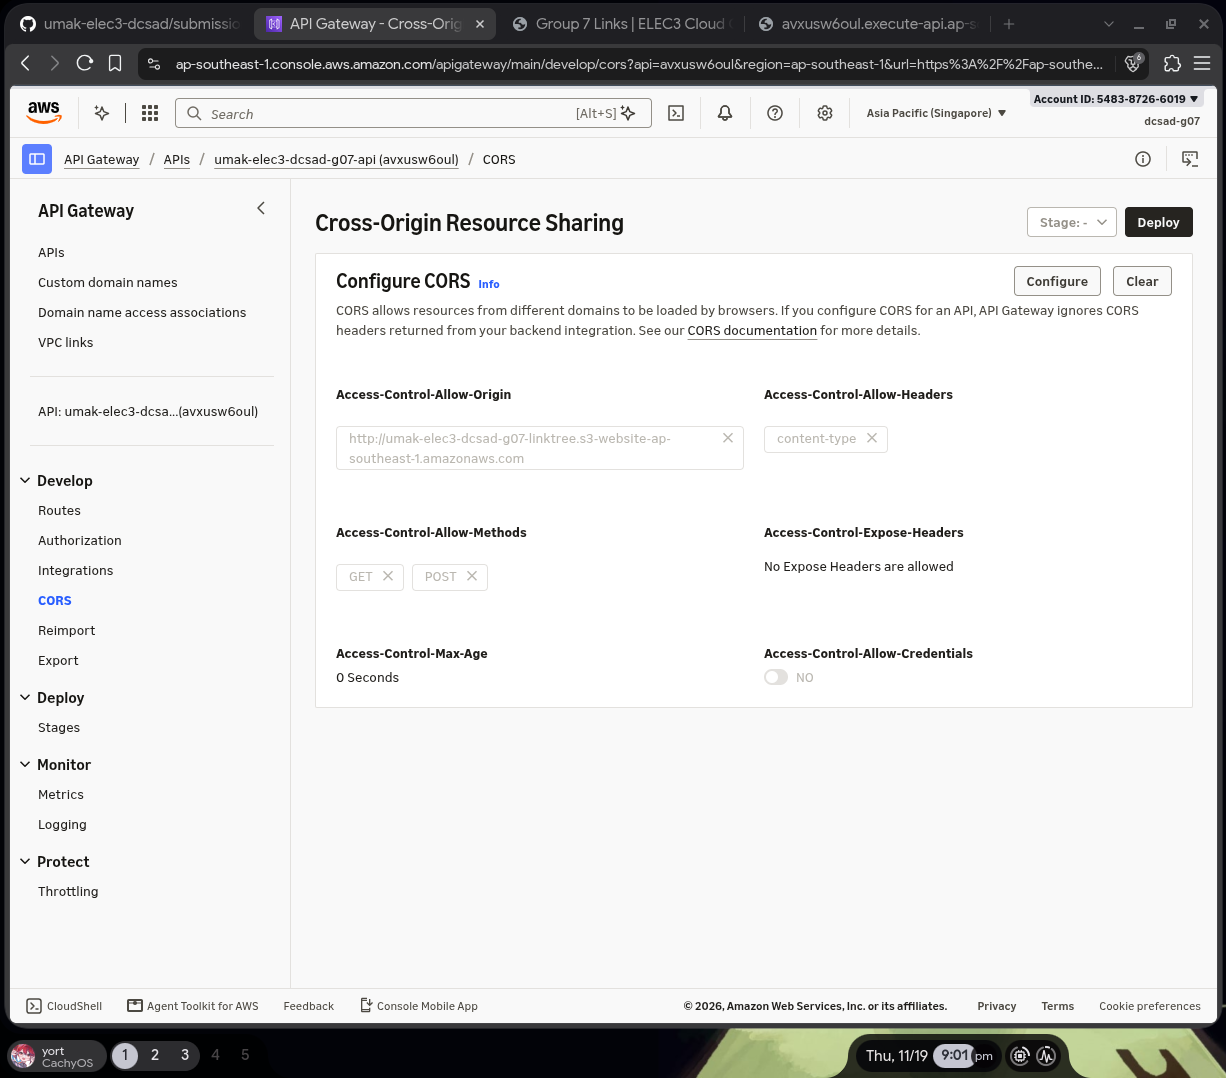 umak-elec3-dcsad/submissio
API Gateway - Cross-Orig
Group 7 Links | ELEC3 Cloud
avxusw6oul.execute-api.ap-s
ap-southeast-1.console.aws.amazon.com/apigateway/main/develop/cors?api=avxusw6oul&region=ap-southeast-1&url=https%3A%2F%2Fap-southe...
6
aws
Search
[Alt+S]
Asia Pacific (Singapore)
Account ID: 5483-8726-6019
dcsad-g07
API Gateway / APIs / umak-elec3-dcsad-g07-api (avxusw6oul) / CORS
API Gateway
APIs
Custom domain names
Domain name access associations
VPC links
API: umak-elec3-dcsa...(avxusw6oul)
Develop
Routes
Authorization
Integrations
CORS
Reimport
Export
Deploy
Stages
Monitor
Metrics
Logging
Protect
Throttling
Cross-Origin Resource Sharing
Stage: -
Deploy
Configure CORS Info
Configure
Clear
CORS allows resources from different domains to be loaded by browsers. If you configure CORS for an API, API Gateway ignores CORS
headers returned from your backend integration. See our CORS documentation for more details.
Access-Control-Allow-Origin
http://umak-elec3-dcsad-g07-linktree.s3-website-ap-
southeast-1.amazonaws.com
Access-Control-Allow-Headers
content-type
Access-Control-Allow-Methods
GET
POST
Access-Control-Expose-Headers
No Expose Headers are allowed
Access-Control-Max-Age
0 Seconds
Access-Control-Allow-Credentials
NO
CloudShell
Agent Toolkit for AWS
Feedback
Console Mobile App
© 2026, Amazon Web Services, Inc. or its affiliates.
Privacy
Terms
Cookie preferences
yort
CachyOS
1 2 3 4 5
Thu, 11/19 9:01 pm